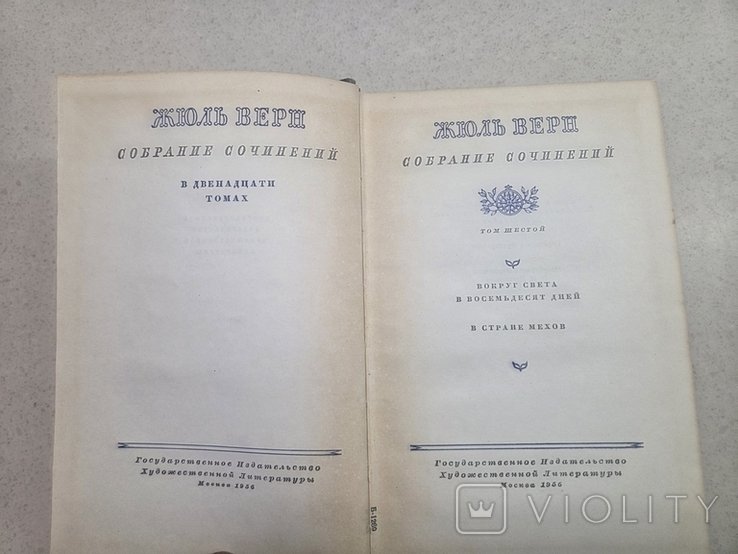 ЖЮЛЬ ВЕРН
СОБРАНИЕ СОЧИНЕНИЙ
В ДВЕНАДЦАТИ
ТОМАХ
Государственное Издательство
Художественной Литературы
Москва 1956
ЖЮЛЬ ВЕРН
СОБРАНИЕ СОЧИНЕНИЙ
ТОМ ШЕСТОЙ
ВОКРУГ СВЕТА
В ВОСЕМЬДЕСЯТ ДНЕЙ
В СТРАНЕ МЕХОВ
Государственное Издательство
Художественной Литературы
Москва 1956
Б-1260
VIOLITY